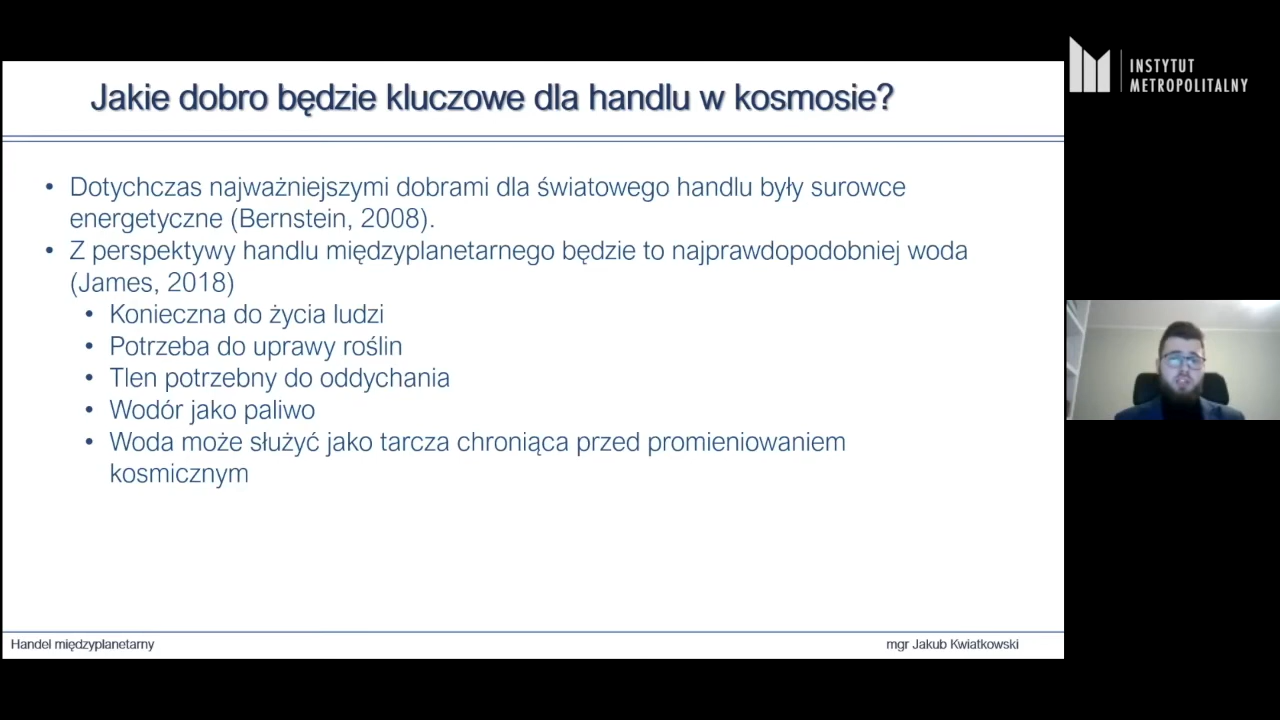 Jakie dobro będzie kluczowe dla handlu w kosmosie?
• Dotychczas najważniejszymi dobrami dla światowego handlu były surowce
energetyczne (Bernstein, 2008).
• Z perspektywy handlu międzyplanetarnego będzie to najprawdopodobniej woda
(James, 2018)
• Konieczna do życia ludzi
• Potrzeba do uprawy roślin
• Tlen potrzebny do oddychania
• Wodór jako paliwo
• Woda może służyć jako tarcza chroniąca przed promieniowaniem
kosmicznym
Handel międzyplanetarny
mgr Jakub Kwiatkowski
INSTYTUT
METROPOLITALNY